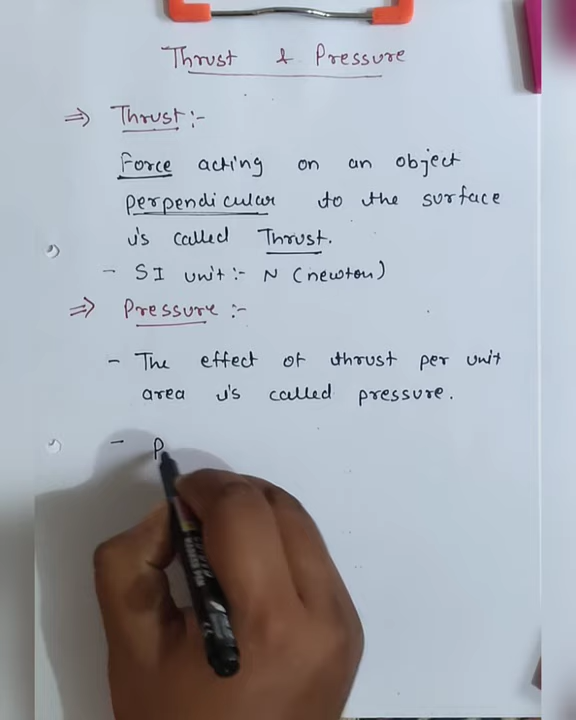 Thrust & Pressure
⇒ Thrust :-
Force acting on an object
perpendicular to the surface
is called Thrust.
- SI unit :- N (newton)
⇒ Pressure :-
- The effect of thrust per unit
area is called pressure.
- P